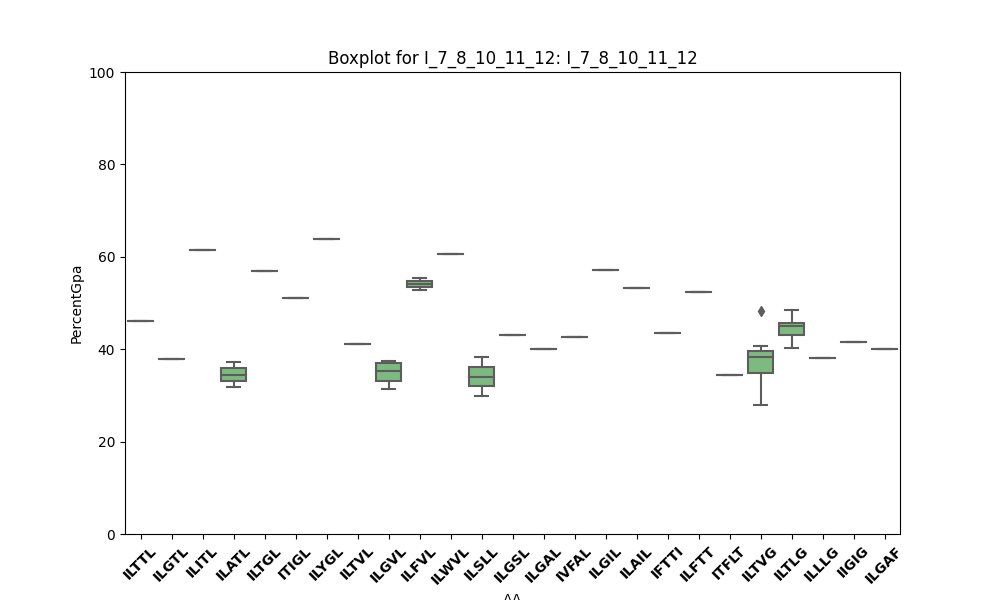 Boxplot for I_7_8_10_11_12: I_7_8_10_11_12
100
80
60
40
20
0
PercentGpa
ILTTL
ILGTL
ILITL
ILATL
ILTGL
ITIGL
ILYGL
ILTVL
ILGVL
ILFVL
ILWVL
ILSLL
ILGSL
ILGAL
IVFAL
ILGIL
ILAIL
IFTTI
ILFTT
ITFLT
ILTVG
ILTLG
ILLLG
IIGIG
ILGAF
AA